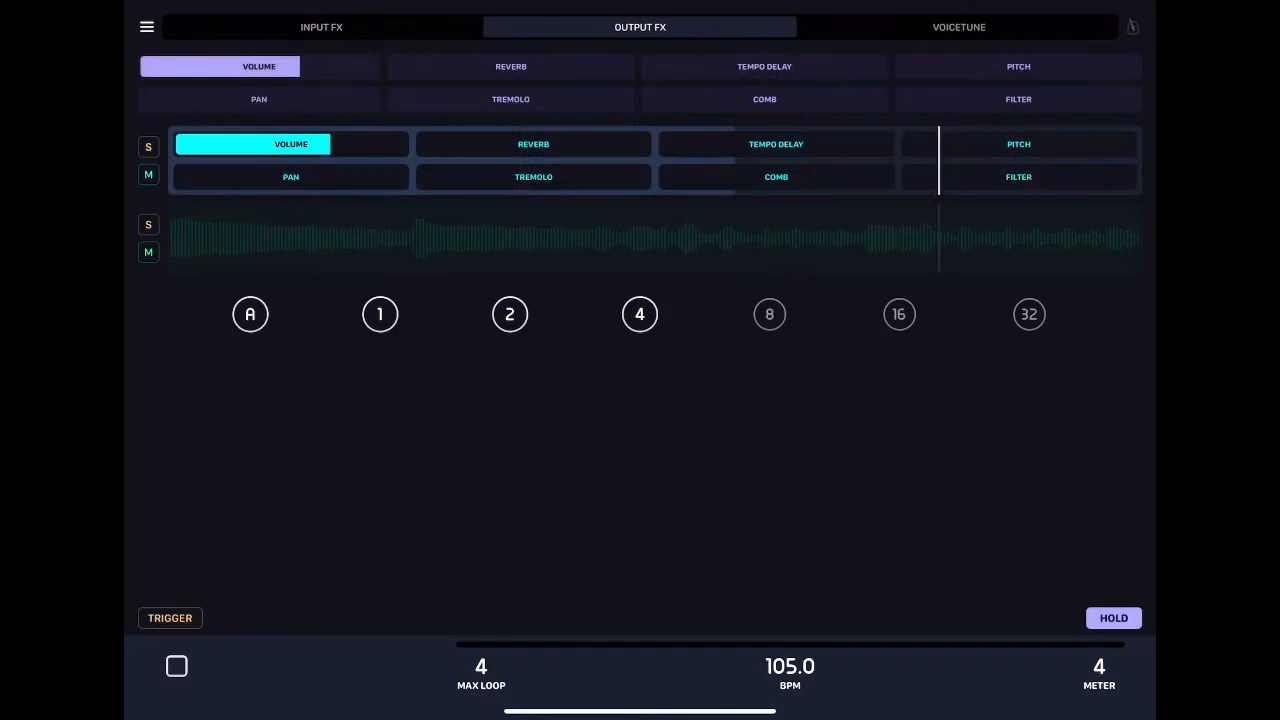 INPUT FX OUTPUT FX VOICETUNE
VOLUME REVERB TEMPO DELAY PITCH
PAN TREMOLO COMB FILTER
S VOLUME REVERB TEMPO DELAY PITCH
M PAN TREMOLO COMB FILTER
S
M
A 1 2 4 8 16 32
TRIGGER HOLD
4 105.0 4
MAX LOOP BPM METER